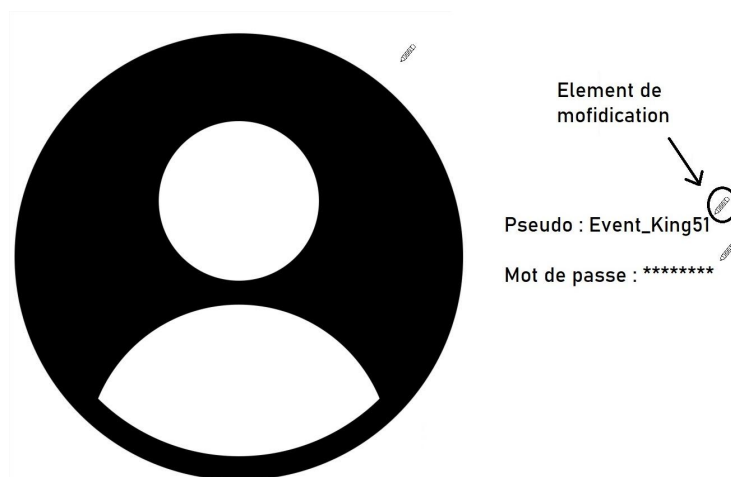 Element de
mofidication
Pseudo : Event_King51
Mot de passe : ********